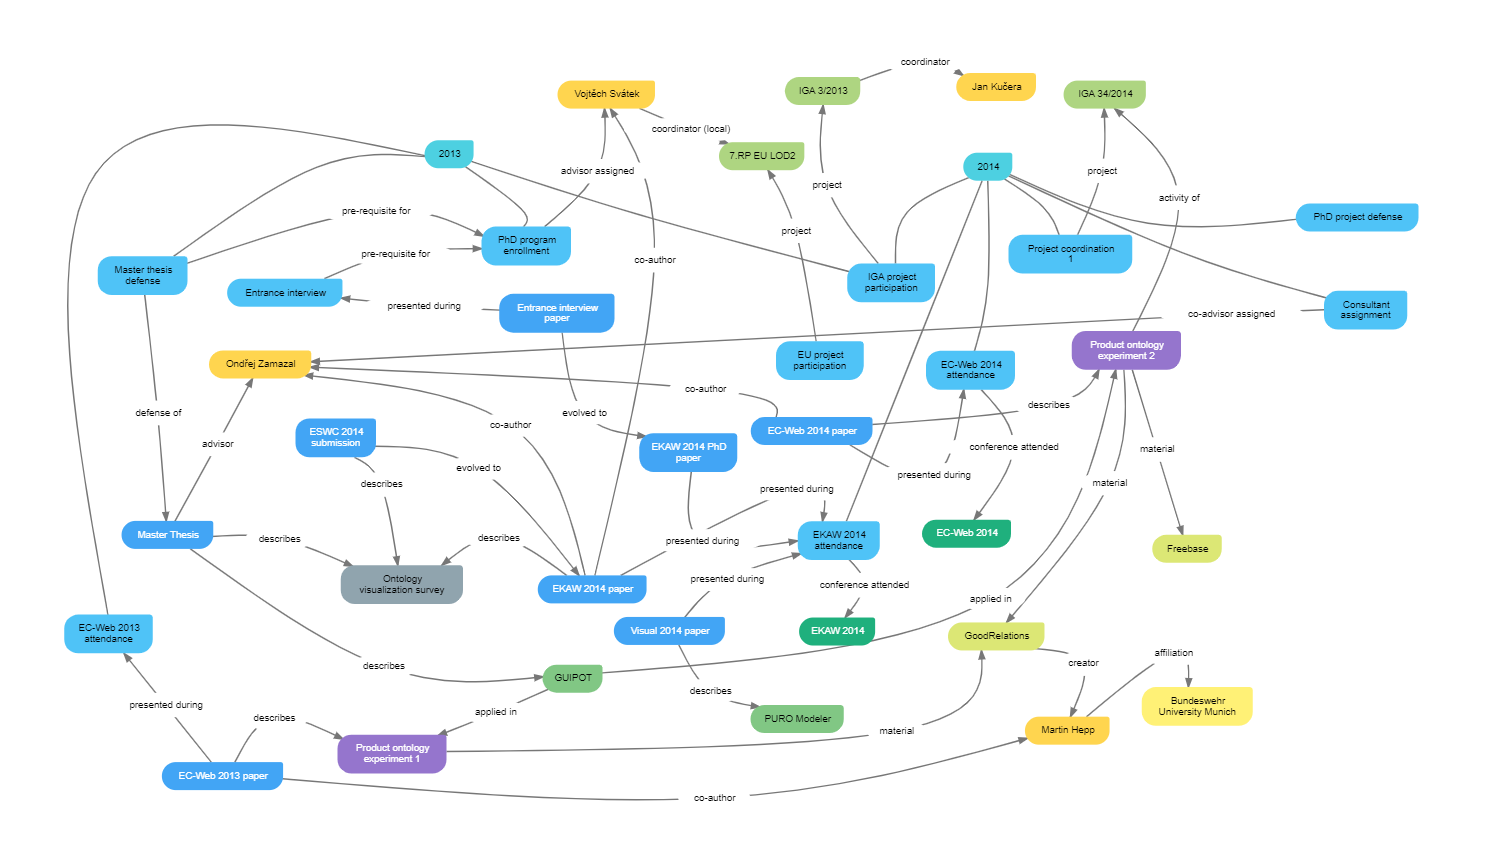 coordinator
IGA 3/2013
Jan Kučera
Vojtěch Svátek
IGA 34/2014
coordinator (local)
2013
7.RP EU LOD2
2014
advisor assigned
project
project
activity of
pre-requisite for
PhD project defense
PhD program
enrollment
project
pre-requisite for
co-author
Project coordination
1
Master thesis
defense
IGA project
participation
Entrance interview
presented during
Entrance interview
paper
Consultant
assignment
co-advisor assigned
Product ontology
experiment 2
Ondřej Zamazal
EU project
participation
EC-Web 2014
attendance
co-author
defense of
evolved to
describes
co-author
advisor
ESWC 2014
submission
EC-Web 2014 paper
EKAW 2014 PhD
paper
conference attended
material
evolved to
presented during
describes
presented during
material
Master Thesis
describes
describes
presented during
EKAW 2014
attendance
EC-Web 2014
Freebase
Ontology
visualization survey
EKAW 2014 paper
presented during
conference attended
applied in
EC-Web 2013
attendance
Visual 2014 paper
EKAW 2014
GoodRelations
describes
GUIPOT
creator
affiliation
presented during
describes
applied in
describes
PURO Modeler
Bundeswehr
University Munich
material
Martin Hepp
Product ontology
experiment 1
EC-Web 2013 paper
co-author